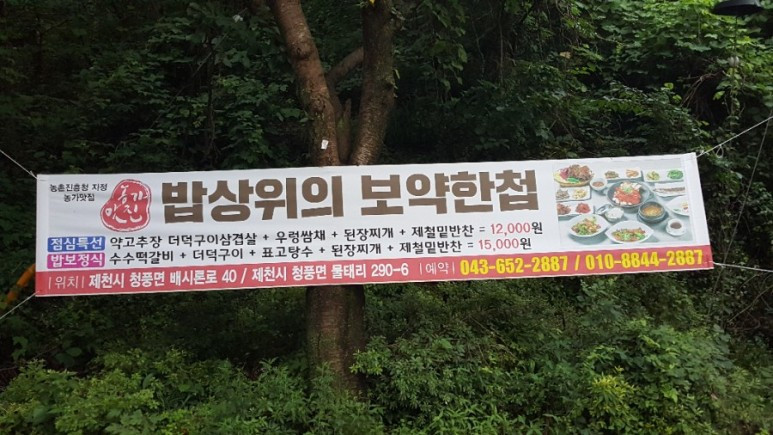 농촌진흥청 지정
농가맛집
농가
맛진
밥상위의 보약한첩
점심특선 약고추장 더덕구이삼겹살 + 우렁쌈채 + 된장찌개 + 제철밑반찬 = 12,000원
밥보정식 수수떡갈비 + 더덕구이 + 표고탕수 + 된장찌개 + 제철밑반찬 = 15,000원
| 위치 | 제천시 청풍면 배시론로 40 / 제천시 청풍면 물태리 290-6 | 예약 | 043-652-2887 / 010-8844-2887